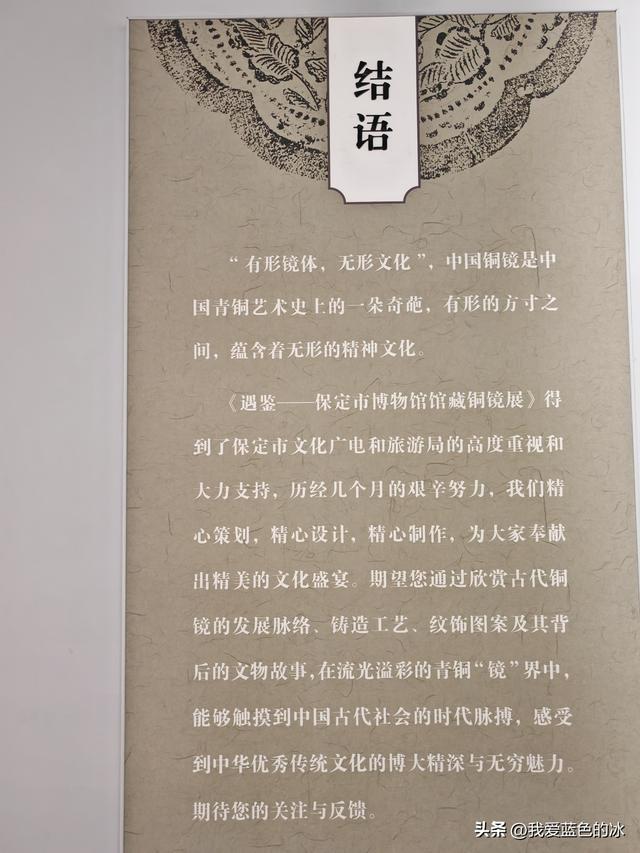 结语
“有形镜体，无形文化”，中国铜镜是中
国青铜艺术史上的一朵奇葩，有形的方寸之
间，蕴含着无形的精神文化。
《遇鉴——保定市博物馆馆藏铜镜展》得
到了保定市文化广电和旅游局的高度重视和
大力支持，历经几个月的艰辛努力，我们精
心策划，精心设计，精心制作，为大家奉献
出精美的文化盛宴。期望您通过欣赏古代铜
镜的发展脉络、铸造工艺、纹饰图案及其背
后的文物故事，在流光溢彩的青铜“镜”界中，
能够触摸到中国古代社会的时代脉搏，感受
到中华优秀传统文化的博大精深与无穷魅力。
期待您的关注与反馈。
头条 @我爱蓝色的冰